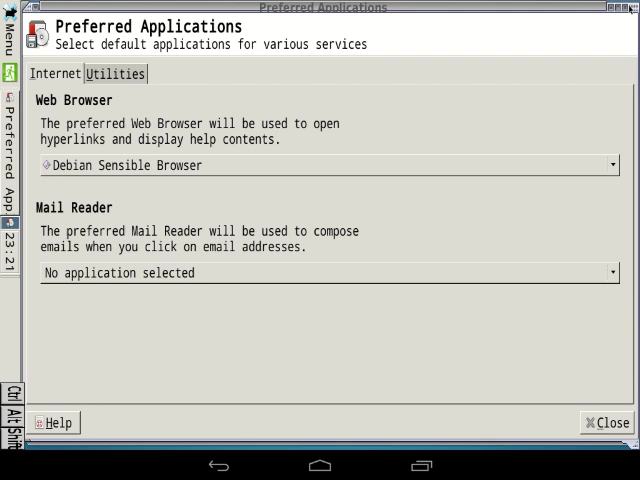 Preferred Applications
Preferred Applications
Select default applications for various services
Menu
Preferred App
23:21
Ctrl
Alt
Shift
Internet
Utilities
Web Browser
The preferred Web Browser will be used to open
hyperlinks and display help contents.
Debian Sensible Browser
Mail Reader
The preferred Mail Reader will be used to compose
emails when you click on email addresses.
No application selected
Help
Close